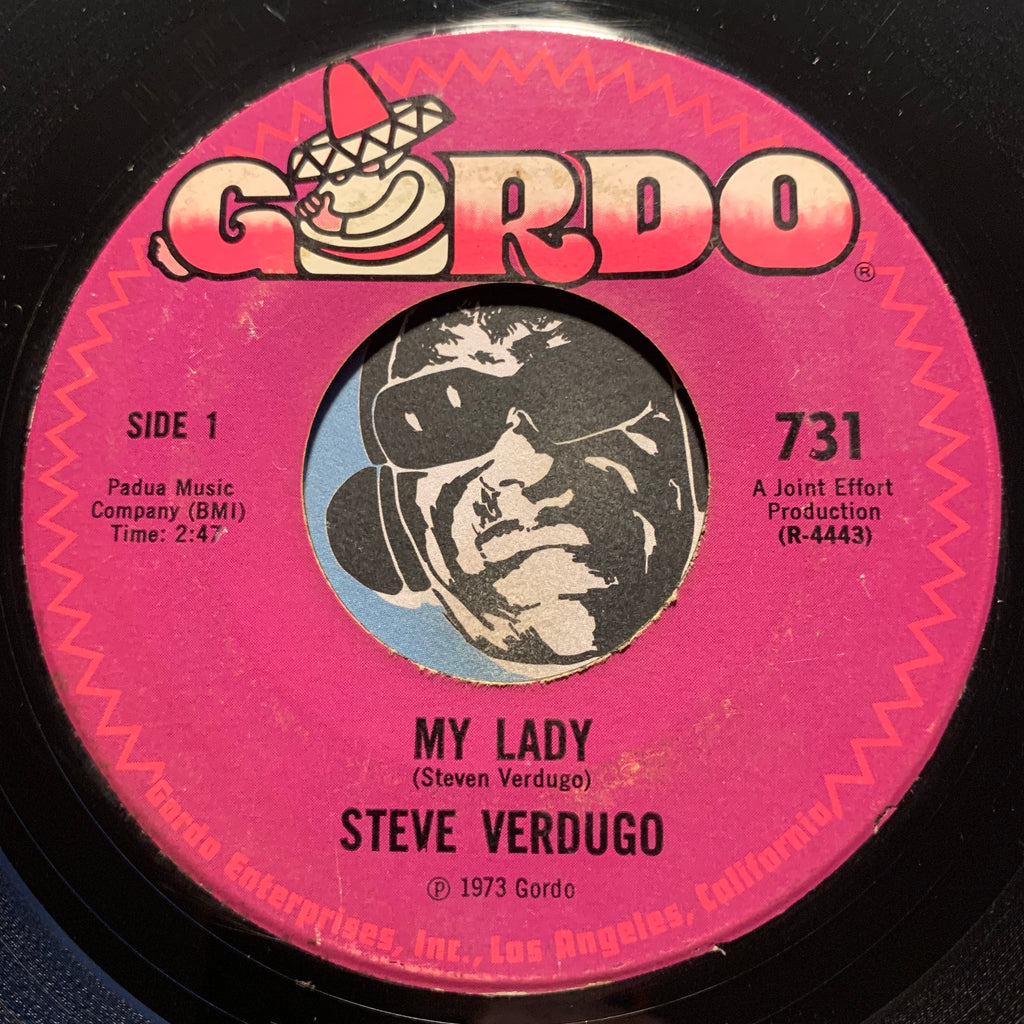 GORDO®
SIDE 1
Padua Music
Company (BMI)
Time: 2:47
731
A Joint Effort
Production
(R-4443)
MY LADY
(Steven Verdugo)
STEVE VERDUGO
℗ 1973 Gordo
Gordo Enterprises, Inc., Los Angeles, California